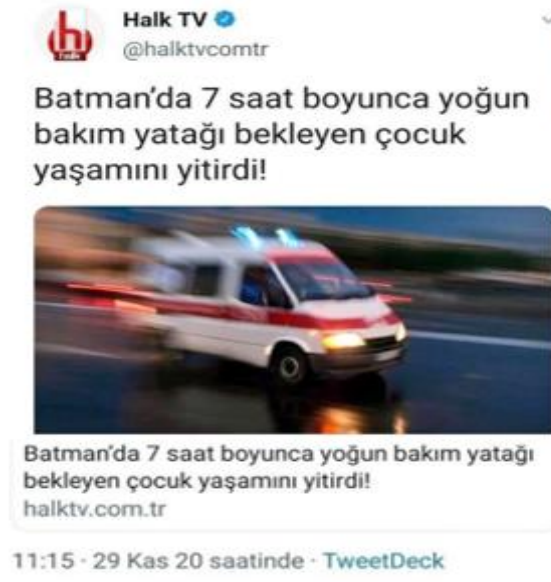 Halk TV
@halktvcomtr
Batman'da 7 saat boyunca yoğun
bakım yatağı bekleyen çocuk
yaşamını yitirdi!
Batman'da 7 saat boyunca yoğun bakım yatağı
bekleyen çocuk yaşamını yitirdi!
halktv.com.tr
11:15 · 29 Kas 20 saatinde · TweetDeck